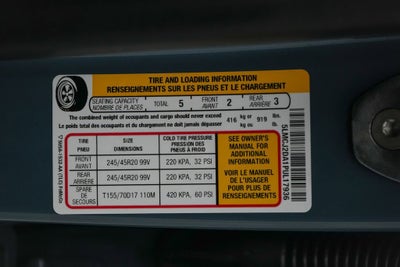 TIRE AND LOADING INFORMATION
RENSEIGNEMENTS SUR LES PNEUS ET LE CHARGEMENT
SEATING CAPACITY
NOMBRE DE PLACES
TOTAL 5
FRONT
AVANT 2
REAR
ARRIÈRE 3
The combined weight of occupants and cargo should never exceed
Le poids total des occupants et du chargement ne doit jamais dépasser
416 kg or ou 919 lbs. lb.
TIRE
PNEU
SIZE
DIMENSIONS
COLD TIRE PRESSURE
PRESSION DES
PNEUS À FROID
FRONT
AVANT
245/45R20 99V
220 KPA, 32 PSI
REAR
ARRIÈRE
245/45R20 99V
220 KPA, 32 PSI
SPARE
DE
SECOURS
T155/70D17 110M
420 KPA, 60 PSI
SEE OWNER'S
MANUAL FOR
ADDITIONAL
INFORMATION
VOIR LE MANUEL
DE L'USAGER
POUR PLUS DE
RENSEIGNEMENTS
5LMCJ2DA1PUL17936